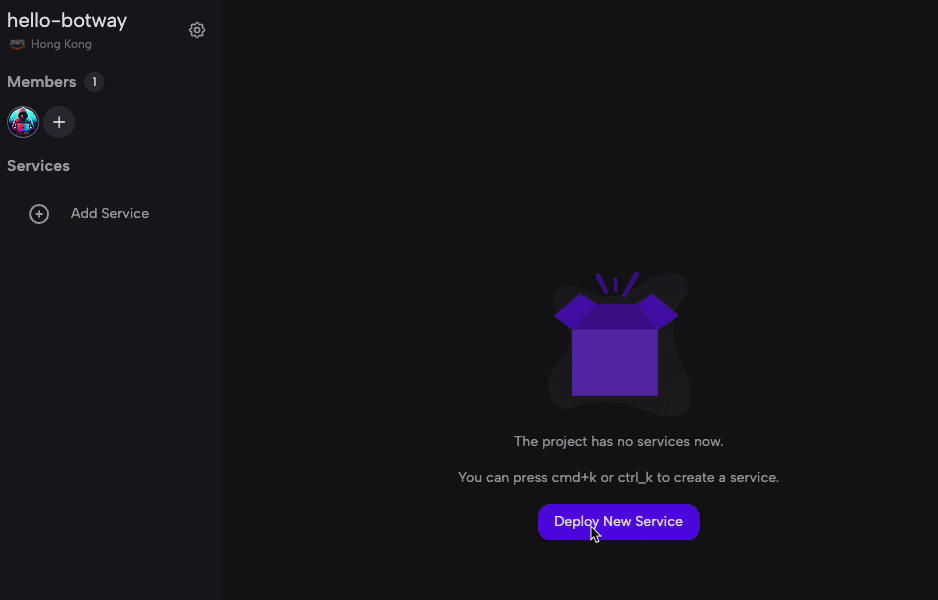 hello-botway
Hong Kong
Members 1
Services
Add Service
The project has no services now.
You can press cmd+k or ctrl_k to create a service.
Deploy New Service